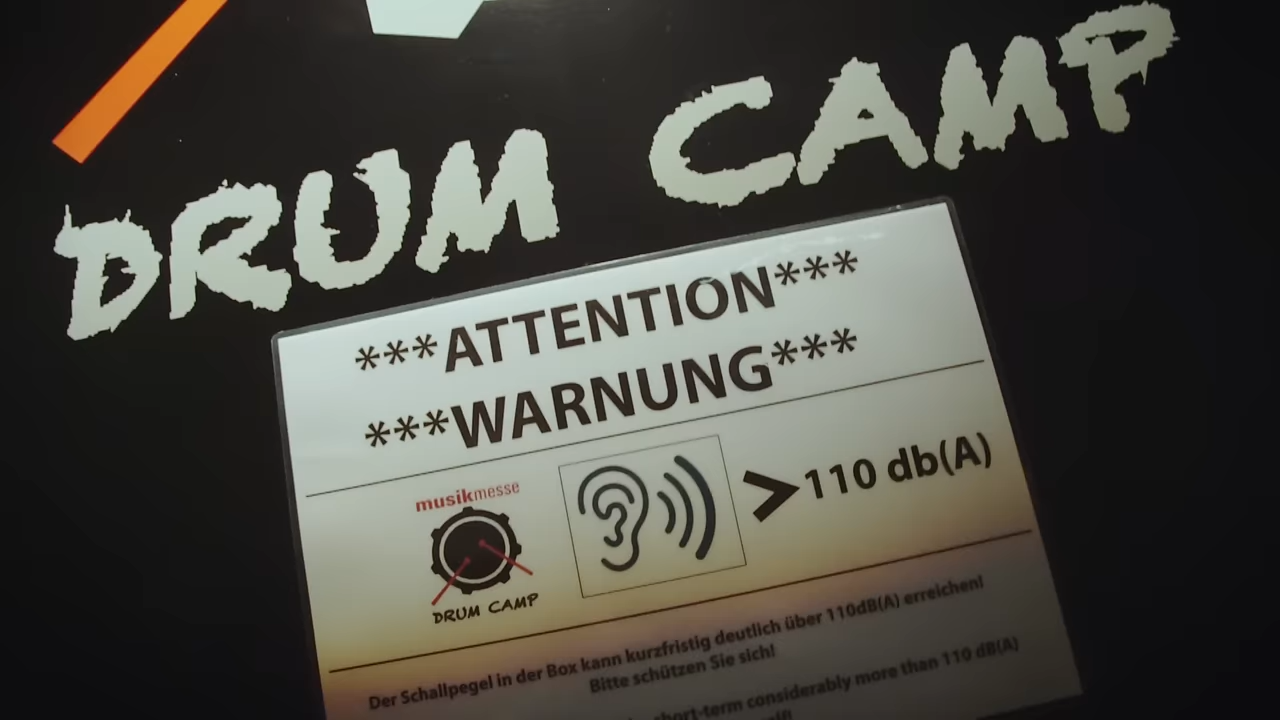 DRUM CAMP
***ATTENTION***
***WARNUNG***
musikmesse
DRUM CAMP
>110 db(A)
Der Schallpegel in der Box kann kurzfristig deutlich über 110dB(A) erreichen!
Bitte schützen Sie sich!
short-term considerably more than 110 dB(A)